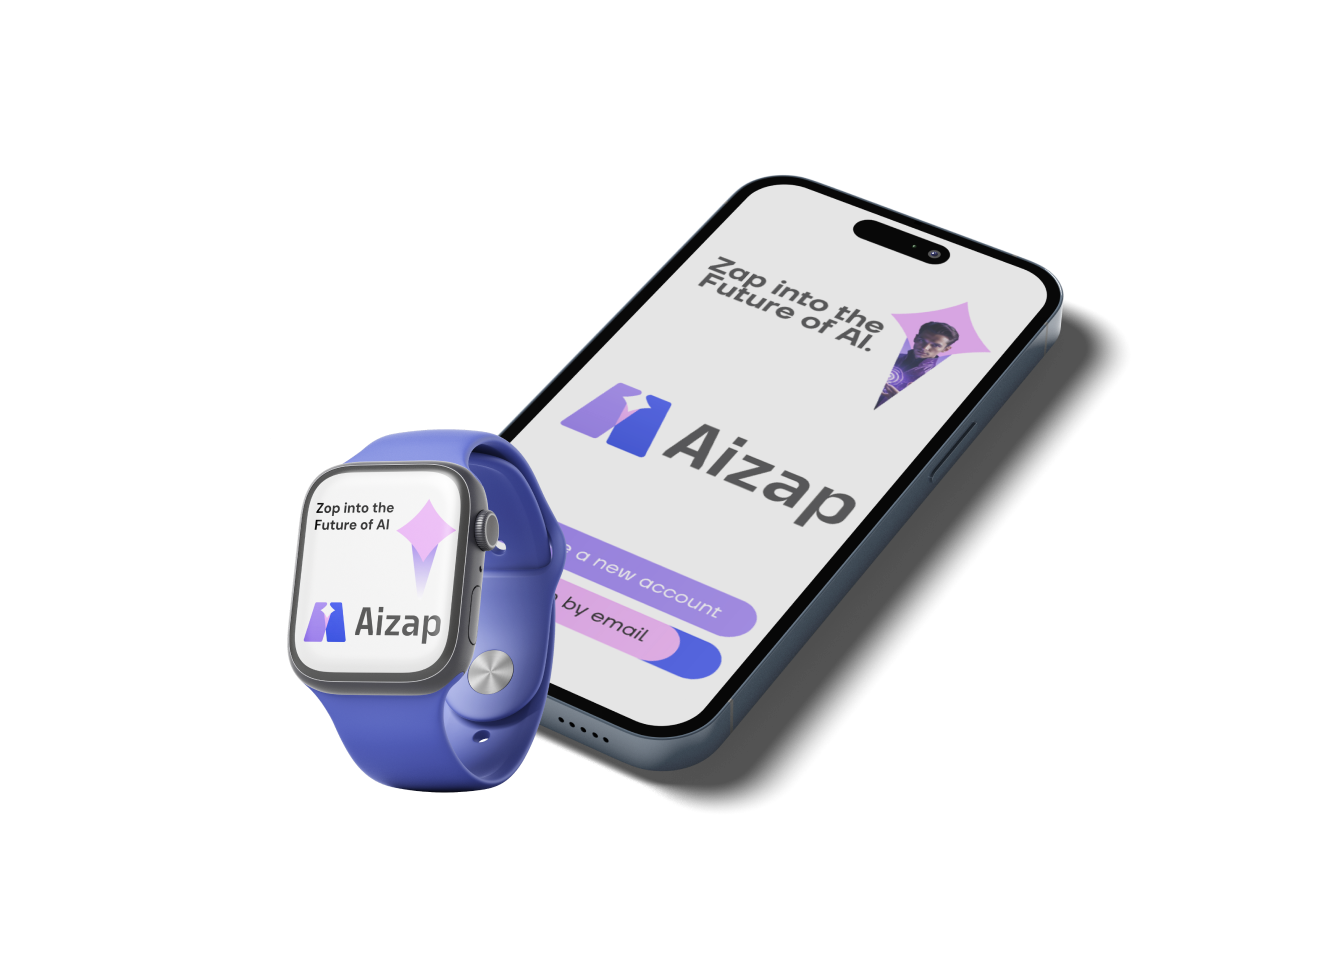 Zap into the
Future of AI.
Aizap
a new account
by email
Zop into the
Future of AI
Aizap